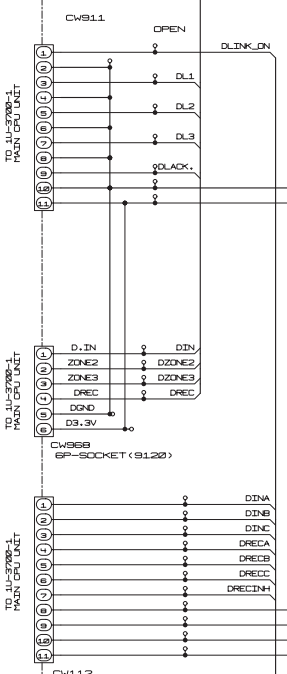 CW911
OPEN
TO 1U-3700-1
MAIN CPU UNIT
1
DLINK_ON
2
3
DL1
4
5
DL2
6
7
DL3
8
9
DLACK.
10
11
TO 1U-3700-1
MAIN CPU UNIT
1
D.IN
DIN
2
ZONE2
DZONE2
3
ZONE3
DZONE3
4
DREC
DREC
5
DGND
6
D3.3V
CW968
6P-SOCKET(9120)
TO 1U-3700-1
MAIN CPU UNIT
1
DINA
2
DINB
3
DINC
4
DRECA
5
DRECB
6
DRECC
7
DRECINH
8
9
10
11